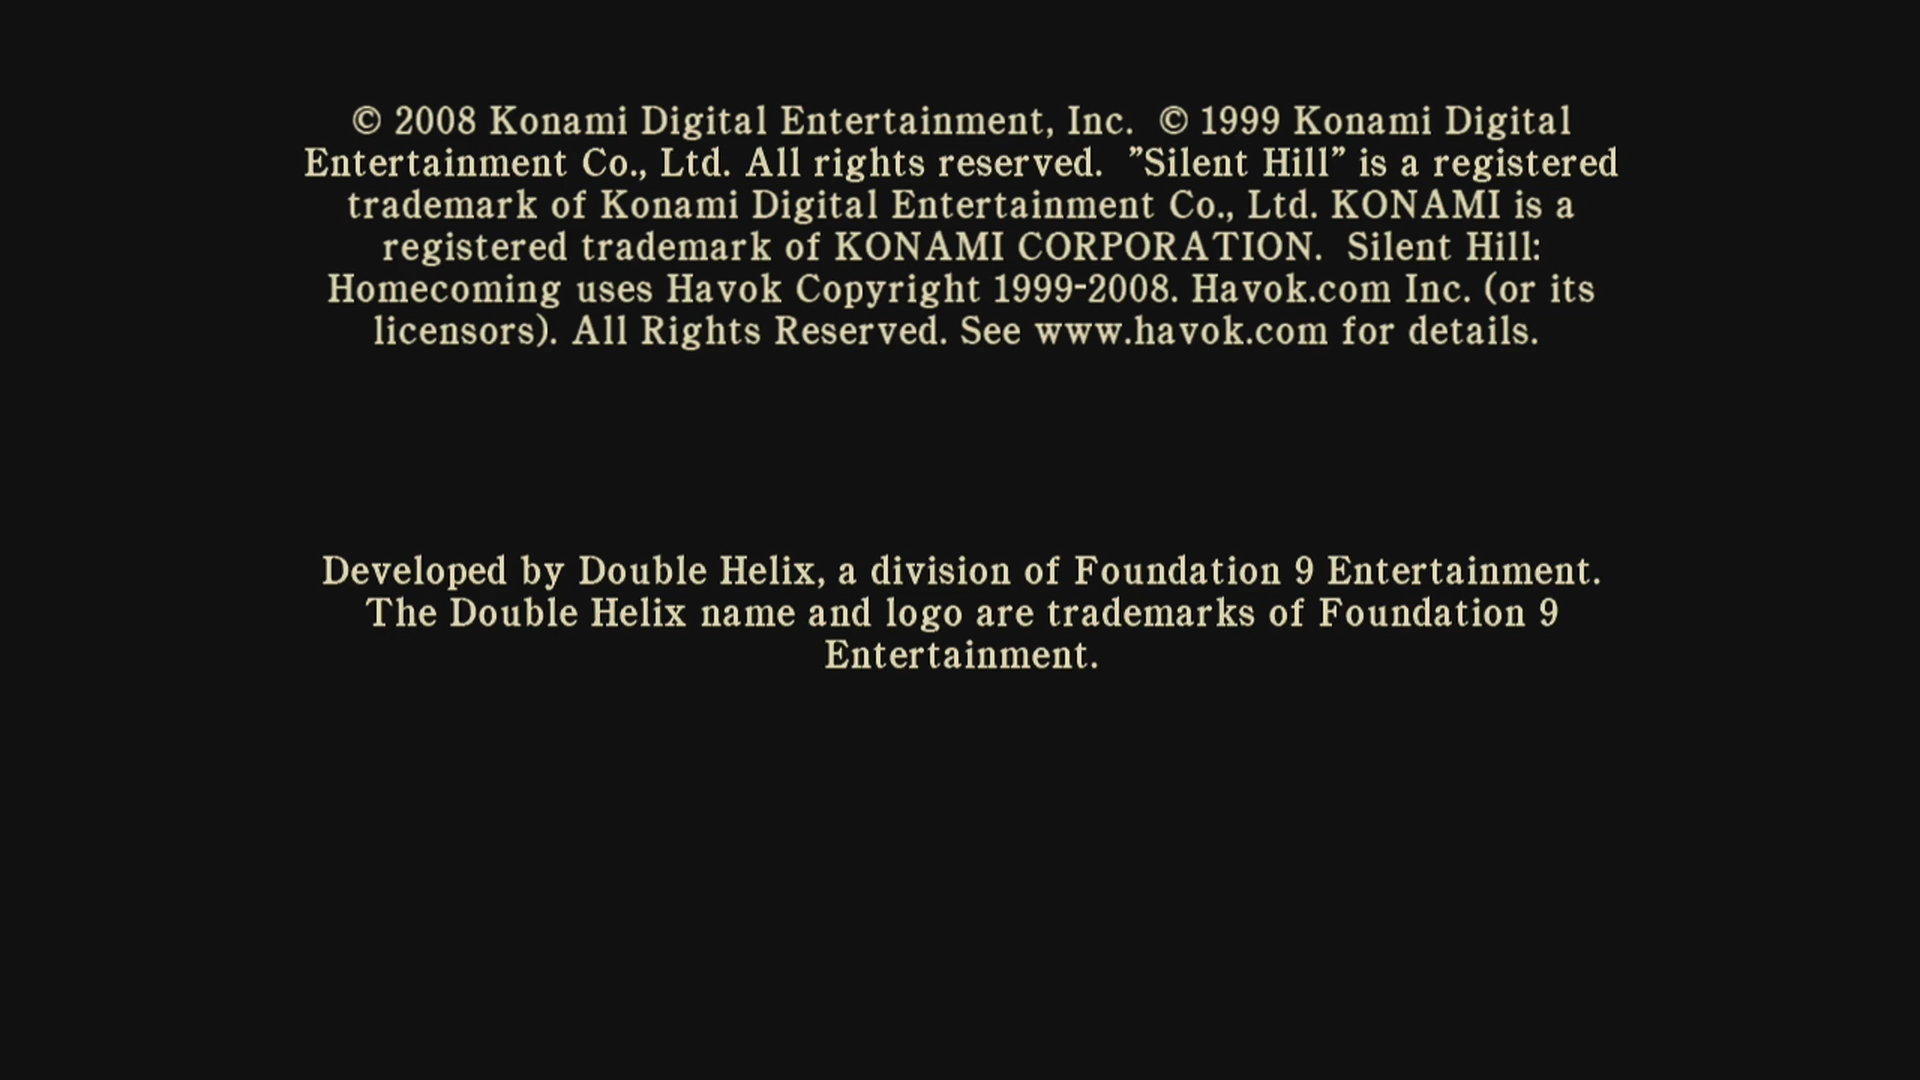 © 2008 Konami Digital Entertainment, Inc.  © 1999 Konami Digital
Entertainment Co., Ltd. All rights reserved.  ”Silent Hill” is a registered
trademark of Konami Digital Entertainment Co., Ltd. KONAMI is a
registered trademark of KONAMI CORPORATION.  Silent Hill:
Homecoming uses Havok Copyright 1999-2008. Havok.com Inc. (or its
licensors). All Rights Reserved. See www.havok.com for details.
Developed by Double Helix, a division of Foundation 9 Entertainment.
The Double Helix name and logo are trademarks of Foundation 9
Entertainment.